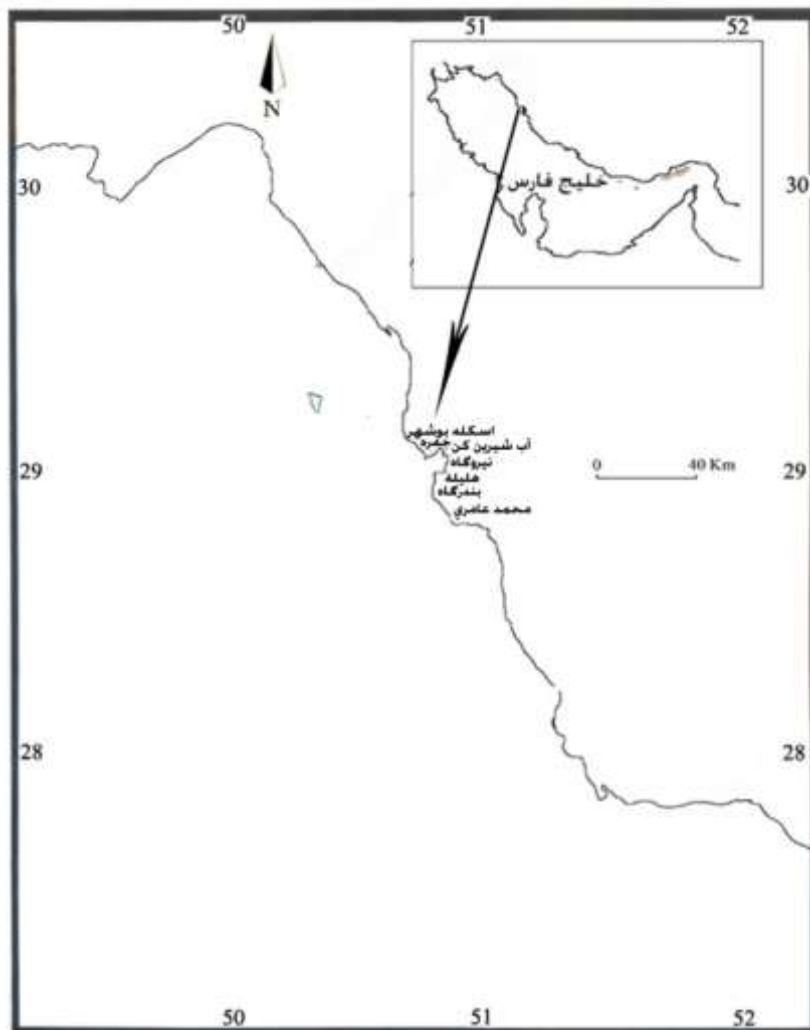 50 51 52
N
خلیج فارس
30 30
اسکله بوشهر
جفره آب شیرین کن
نیروگاه
29 0 40 Km 29
هلیله
بندرگاه
محمد عامري
28 28
50 51 52